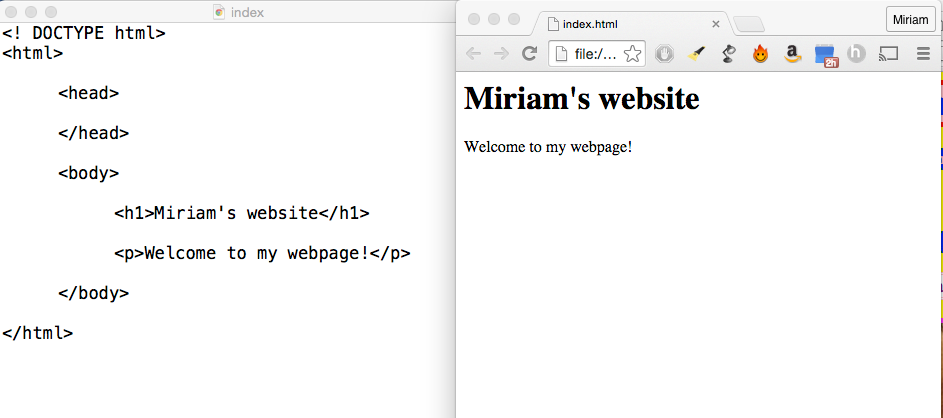 index
<! DOCTYPE html>
<html>
<head>
</head>
<body>
<h1>Miriam's website</h1>
<p>Welcome to my webpage!</p>
</body>
</html>
index.html
Miriam
file:/...
2h
h
Miriam's website
Welcome to my webpage!